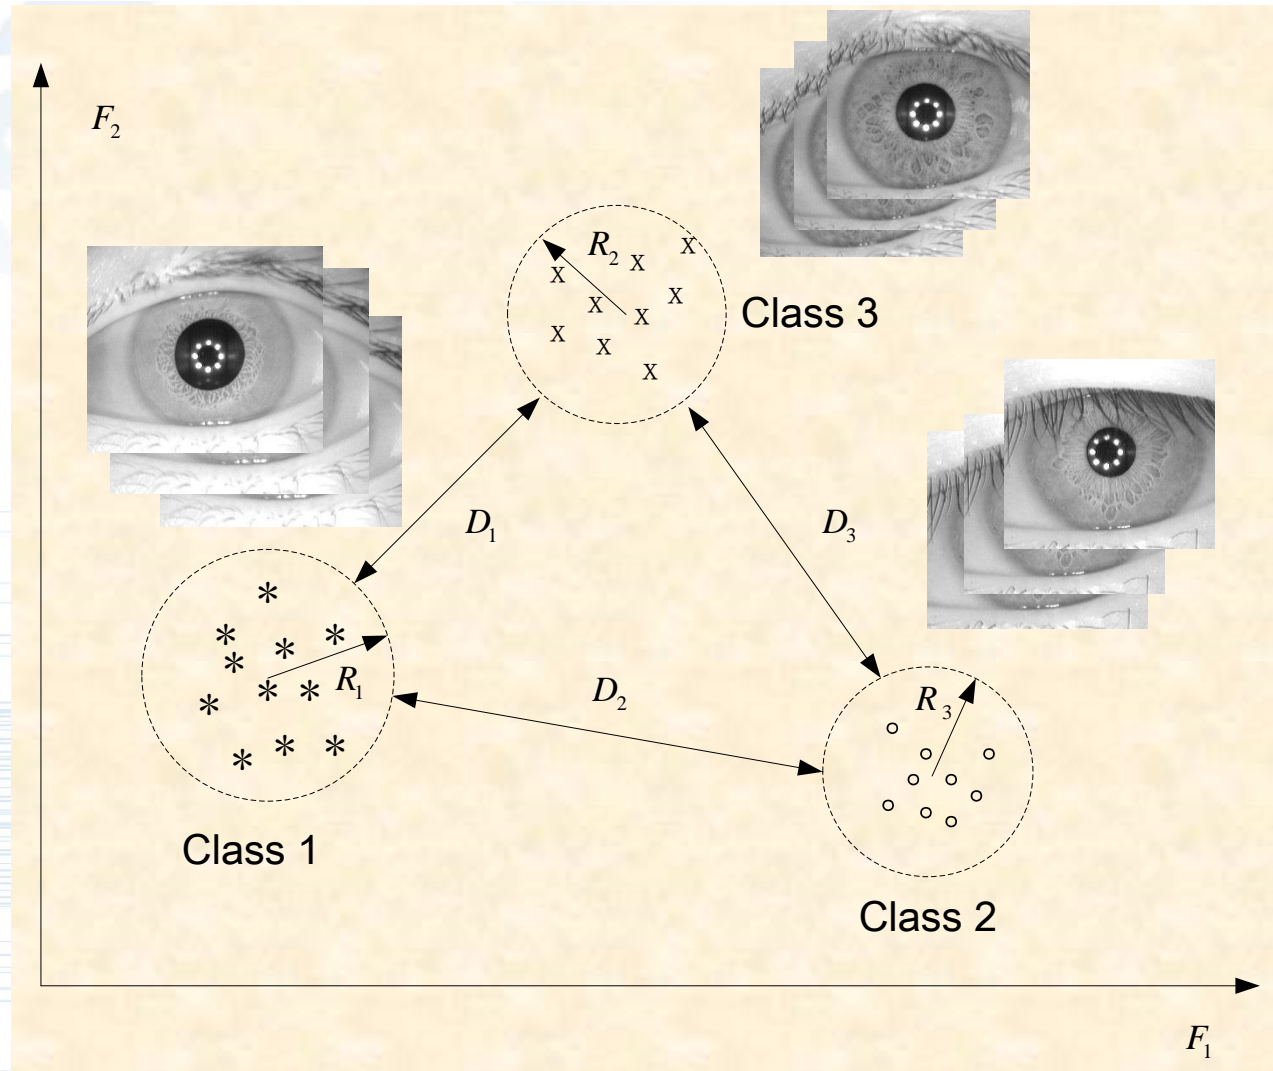 F₂
R₂
Class 3
D₁
D₃
R₁
D₂
R₃
Class 1
Class 2
F₁